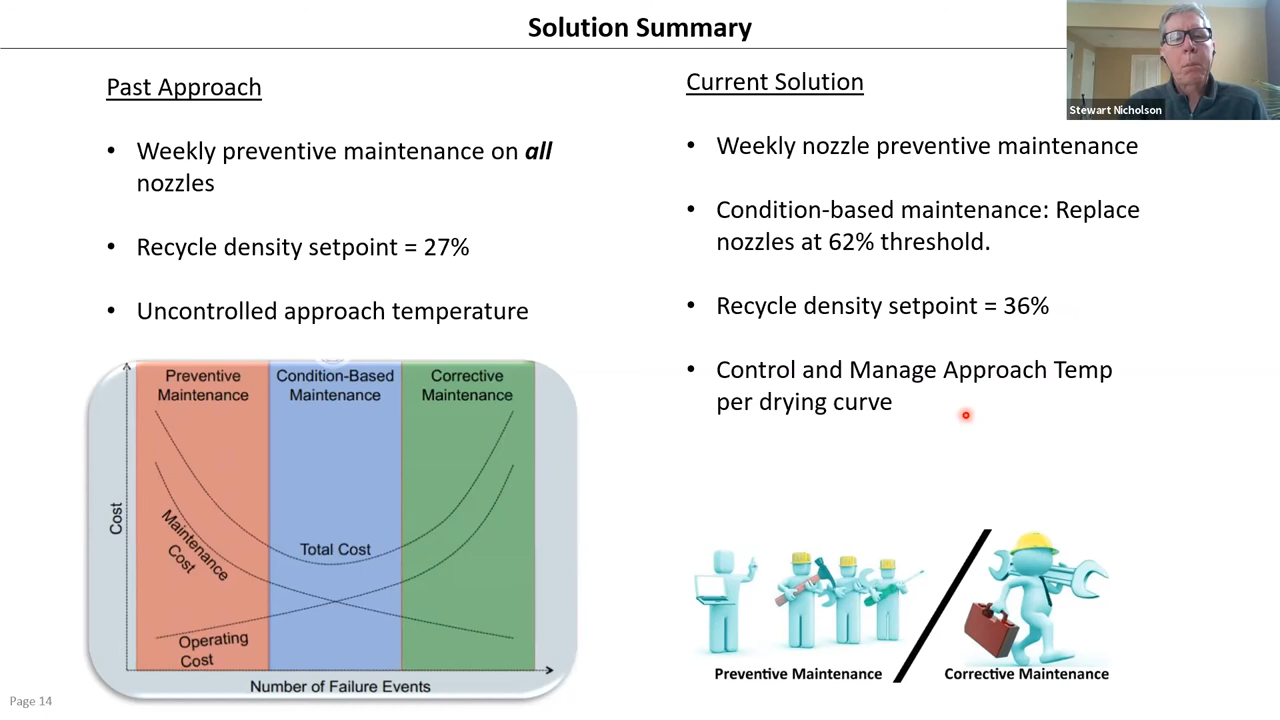 Solution Summary
Stewart Nicholson
Past Approach
• Weekly preventive maintenance on all
nozzles
• Recycle density setpoint = 27%
• Uncontrolled approach temperature
Preventive
Maintenance
Condition-Based
Maintenance
Corrective
Maintenance
Cost
Maintenance
Cost
Total Cost
Operating
Cost
Number of Failure Events
Current Solution
• Weekly nozzle preventive maintenance
• Condition-based maintenance: Replace
nozzles at 62% threshold.
• Recycle density setpoint = 36%
• Control and Manage Approach Temp
per drying curve
Preventive Maintenance
Corrective Maintenance
Page 14